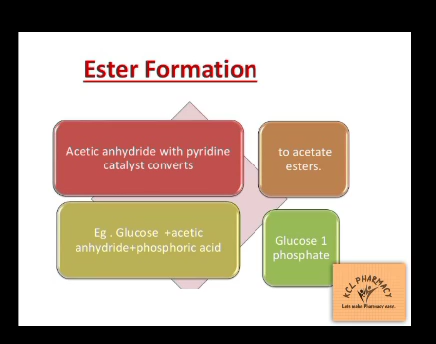 Ester Formation
Acetic anhydride with pyridine
catalyst converts
to acetate
esters.
Eg . Glucose +acetic
anhydride+phosphoric acid
Glucose 1
phosphate
KCL PHARMACY
Lets make Pharmacy easy.